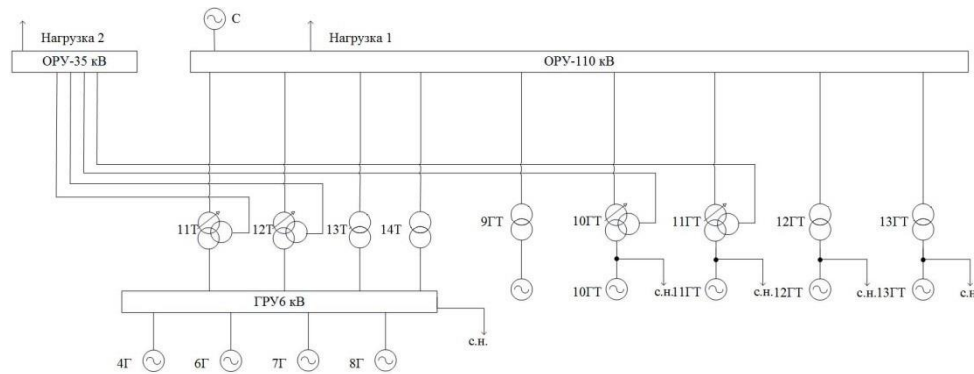 С
Нагрузка 2
Нагрузка 1
ОРУ-35 кВ
ОРУ-110 кВ
11Т
12Т
13Т
14Т
9ГТ
10ГТ
11ГТ
12ГТ
13ГТ
10ГТ
с.н.
11ГТ
с.н.
12ГТ
с.н.
13ГТ
с.н.
ГРУ6 кВ
с.н.
4Г
6Г
7Г
8Г